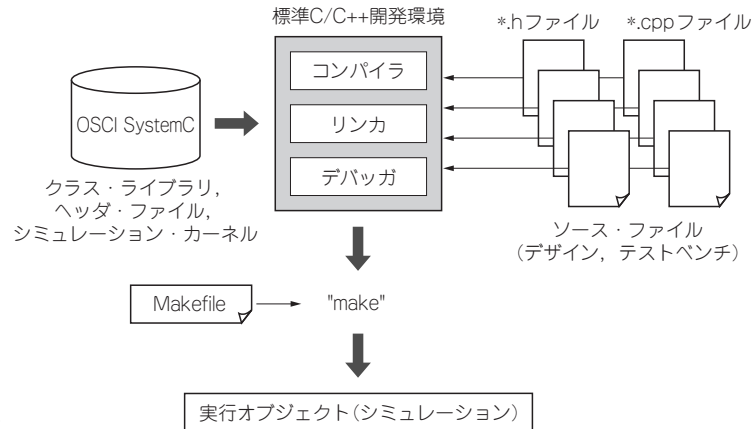 標準C/C++開発環境
*.hファイル
*.cppファイル
コンパイラ
リンカ
デバッガ
OSCI SystemC
クラス・ライブラリ,
ヘッダ・ファイル,
シミュレーション・カーネル
ソース・ファイル
(デザイン, テストベンチ)
Makefile
"make"
実行オブジェクト(シミュレーション)